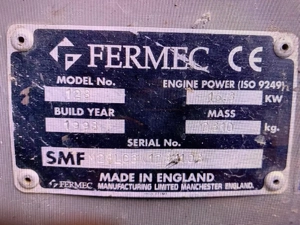 FERMEC CE
MODEL No. ENGINE POWER (ISO 9249)
KW
BUILD YEAR MASS
kg.
SERIAL No.
SMF
MADE IN ENGLAND
FERMEC MANUFACTURING LIMITED MANCHESTER ENGLAND.